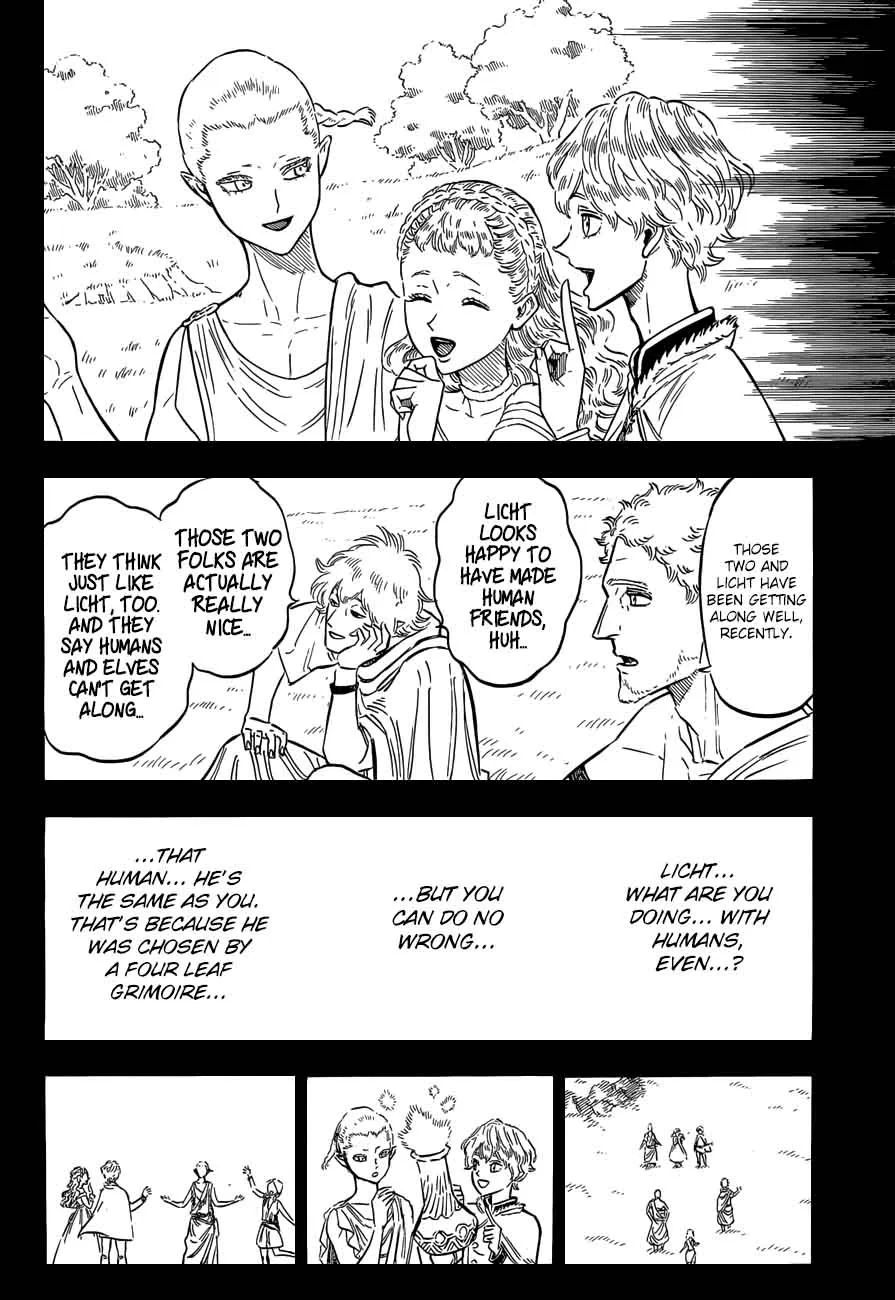 THOSE
TWO AND
LICHT HAVE
BEEN GETTING
ALONG WELL,
RECENTLY.
LICHT
LOOKS
HAPPY TO
HAVE MADE
HUMAN
FRIENDS,
HUH...
THOSE TWO
FOLKS ARE
ACTUALLY
REALLY
NICE...
THEY THINK
JUST LIKE
LICHT, TOO.
AND THEY
SAY HUMANS
AND ELVES
CAN'T GET
ALONG...
LICHT...
WHAT ARE YOU
DOING... WITH
HUMANS,
EVEN...?
...BUT YOU
CAN DO NO
WRONG...
...THAT
HUMAN... HE'S
THE SAME AS YOU.
THAT'S BECAUSE HE
WAS CHOSEN BY
A FOUR LEAF
GRIMOIRE...